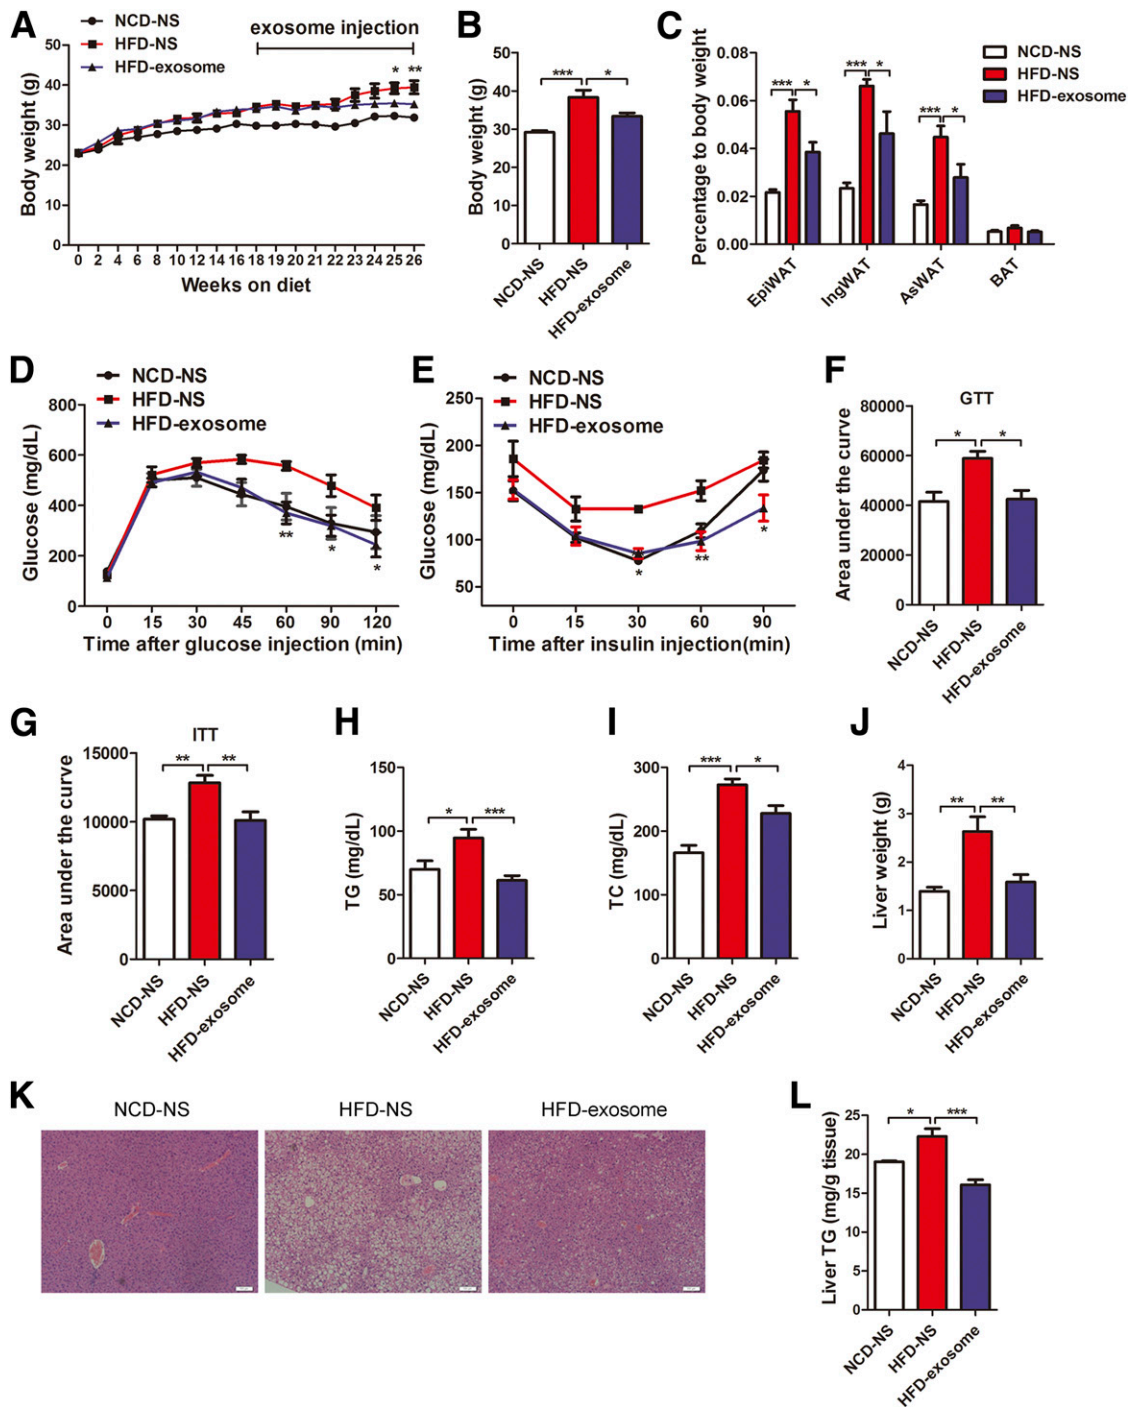 A
NCD-NS
HFD-NS
HFD-exosome
exosome injection
* **
Body weight (g)
50
40
30
20
10
0
0 2 4 6 8 10 12 14 16 18 19 20 21 22 23 24 25 26
Weeks on diet
B
Body weight (g)
50
40
30
20
10
0
*** *
NCD-NS
HFD-NS
HFD-exosome
C
Percentage to body weight
0.08
0.06
0.04
0.02
0.00
*** *
*** *
*** *
NCD-NS
HFD-NS
HFD-exosome
EpiWAT
IngWAT
AsWAT
BAT
D
NCD-NS
HFD-NS
HFD-exosome
Glucose (mg/dL)
800
600
400
200
0
**
*
*
0 15 30 45 60 90 120
Time after glucose injection (min)
E
NCD-NS
HFD-NS
HFD-exosome
Glucose (mg/dL)
250
200
150
100
50
*
**
*
0 15 30 60 90
Time after insulin injection(min)
F
GTT
Area under the curve
80000
60000
40000
20000
0
* *
NCD-NS
HFD-NS
HFD-exosome
G
ITT
Area under the curve
15000
10000
5000
0
** **
NCD-NS
HFD-NS
HFD-exosome
H
TG (mg/dL)
150
100
50
0
* ***
NCD-NS
HFD-NS
HFD-exosome
I
TC (mg/dL)
300
200
100
0
*** *
NCD-NS
HFD-NS
HFD-exosome
J
Liver weight (g)
4
3
2
1
0
** **
NCD-NS
HFD-NS
HFD-exosome
K
NCD-NS
HFD-NS
HFD-exosome
L
Liver TG (mg/g tissue)
25
20
15
10
5
0
* ***
NCD-NS
HFD-NS
HFD-exosome